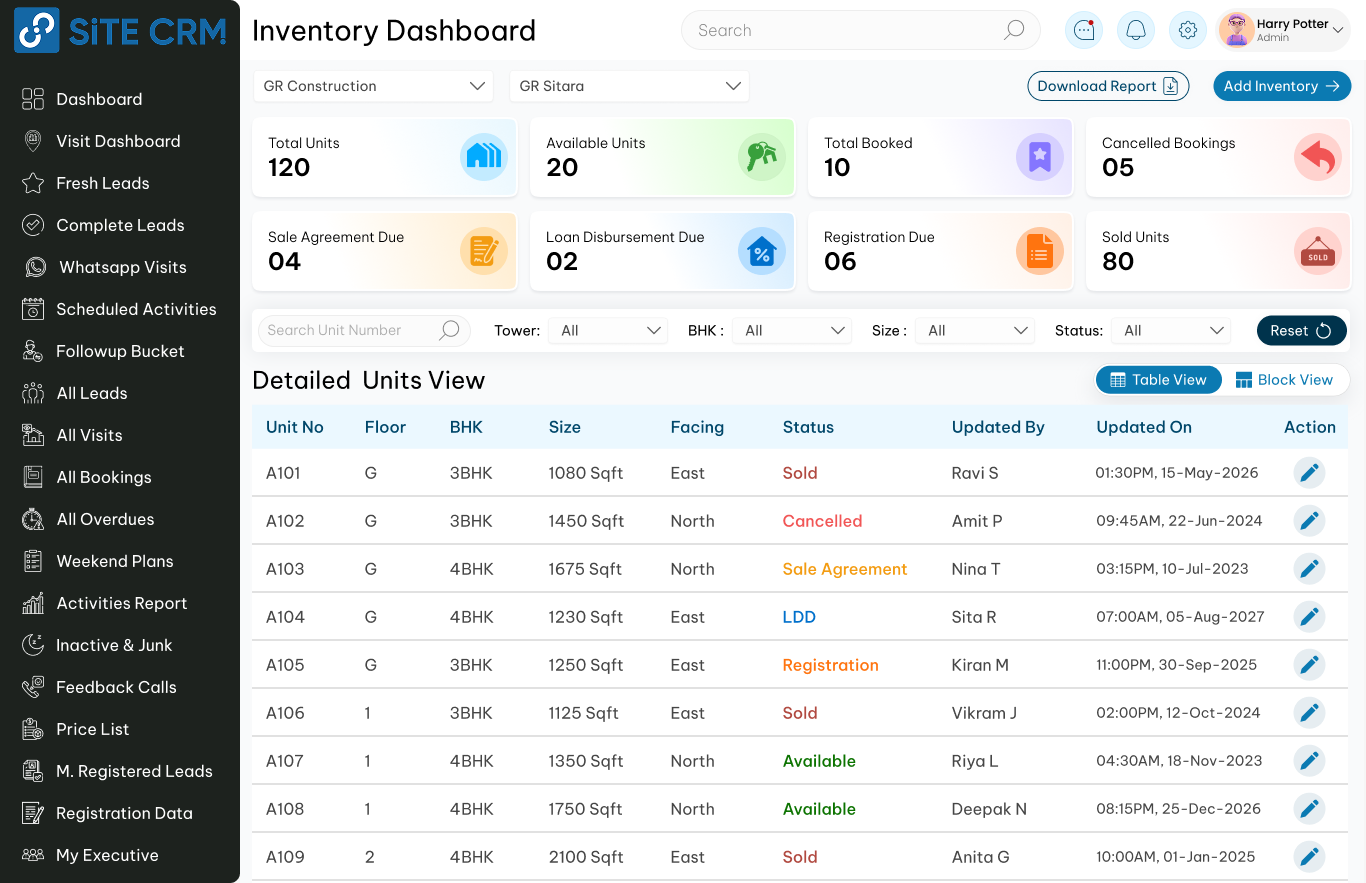 SiTE CRM
Dashboard
Visit Dashboard
Fresh Leads
Complete Leads
Whatsapp Visits
Scheduled Activities
Followup Bucket
All Leads
All Visits
All Bookings
All Overdues
Weekend Plans
Activities Report
Inactive & Junk
Feedback Calls
Price List
M. Registered Leads
Registration Data
My Executive
Inventory Dashboard
Search
Harry Potter
Admin
GR Construction
GR Sitara
Download Report
Add Inventory
Total Units
120
Available Units
20
Total Booked
10
Cancelled Bookings
05
Sale Agreement Due
04
Loan Disbursement Due
02
Registration Due
06
Sold Units
80
SOLD
Search Unit Number
Tower: All
BHK : All
Size : All
Status: All
Reset
Detailed Units View
Table View
Block View
Unit No Floor BHK Size Facing Status Updated By Updated On Action
A101 G 3BHK 1080 Sqft East Sold Ravi S 01:30PM, 15-May-2026
A102 G 3BHK 1450 Sqft North Cancelled Amit P 09:45AM, 22-Jun-2024
A103 G 4BHK 1675 Sqft North Sale Agreement Nina T 03:15PM, 10-Jul-2023
A104 G 4BHK 1230 Sqft East LDD Sita R 07:00AM, 05-Aug-2027
A105 G 3BHK 1250 Sqft East Registration Kiran M 11:00PM, 30-Sep-2025
A106 1 3BHK 1125 Sqft East Sold Vikram J 02:00PM, 12-Oct-2024
A107 1 4BHK 1350 Sqft North Available Riya L 04:30AM, 18-Nov-2023
A108 1 4BHK 1750 Sqft North Available Deepak N 08:15PM, 25-Dec-2026
A109 2 4BHK 2100 Sqft East Sold Anita G 10:00AM, 01-Jan-2025